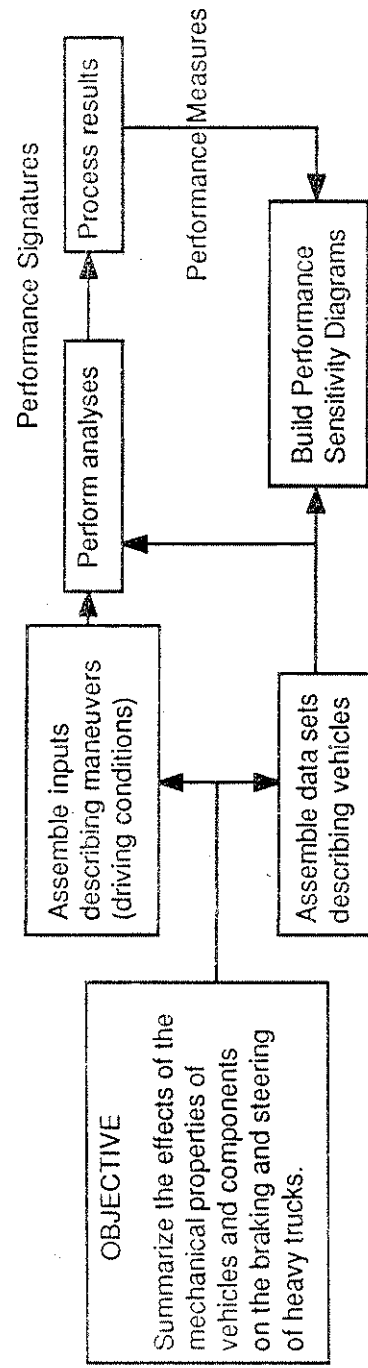 OBJECTIVE
Summarize the effects of the
mechanical properties of
vehicles and components
on the braking and steering
of heavy trucks.
Assemble inputs
describing maneuvers
(driving conditions)
Assemble data sets
describing vehicles
Perform analyses
Performance Signatures
Process results
Performance Measures
Build Performance
Sensitivity Diagrams